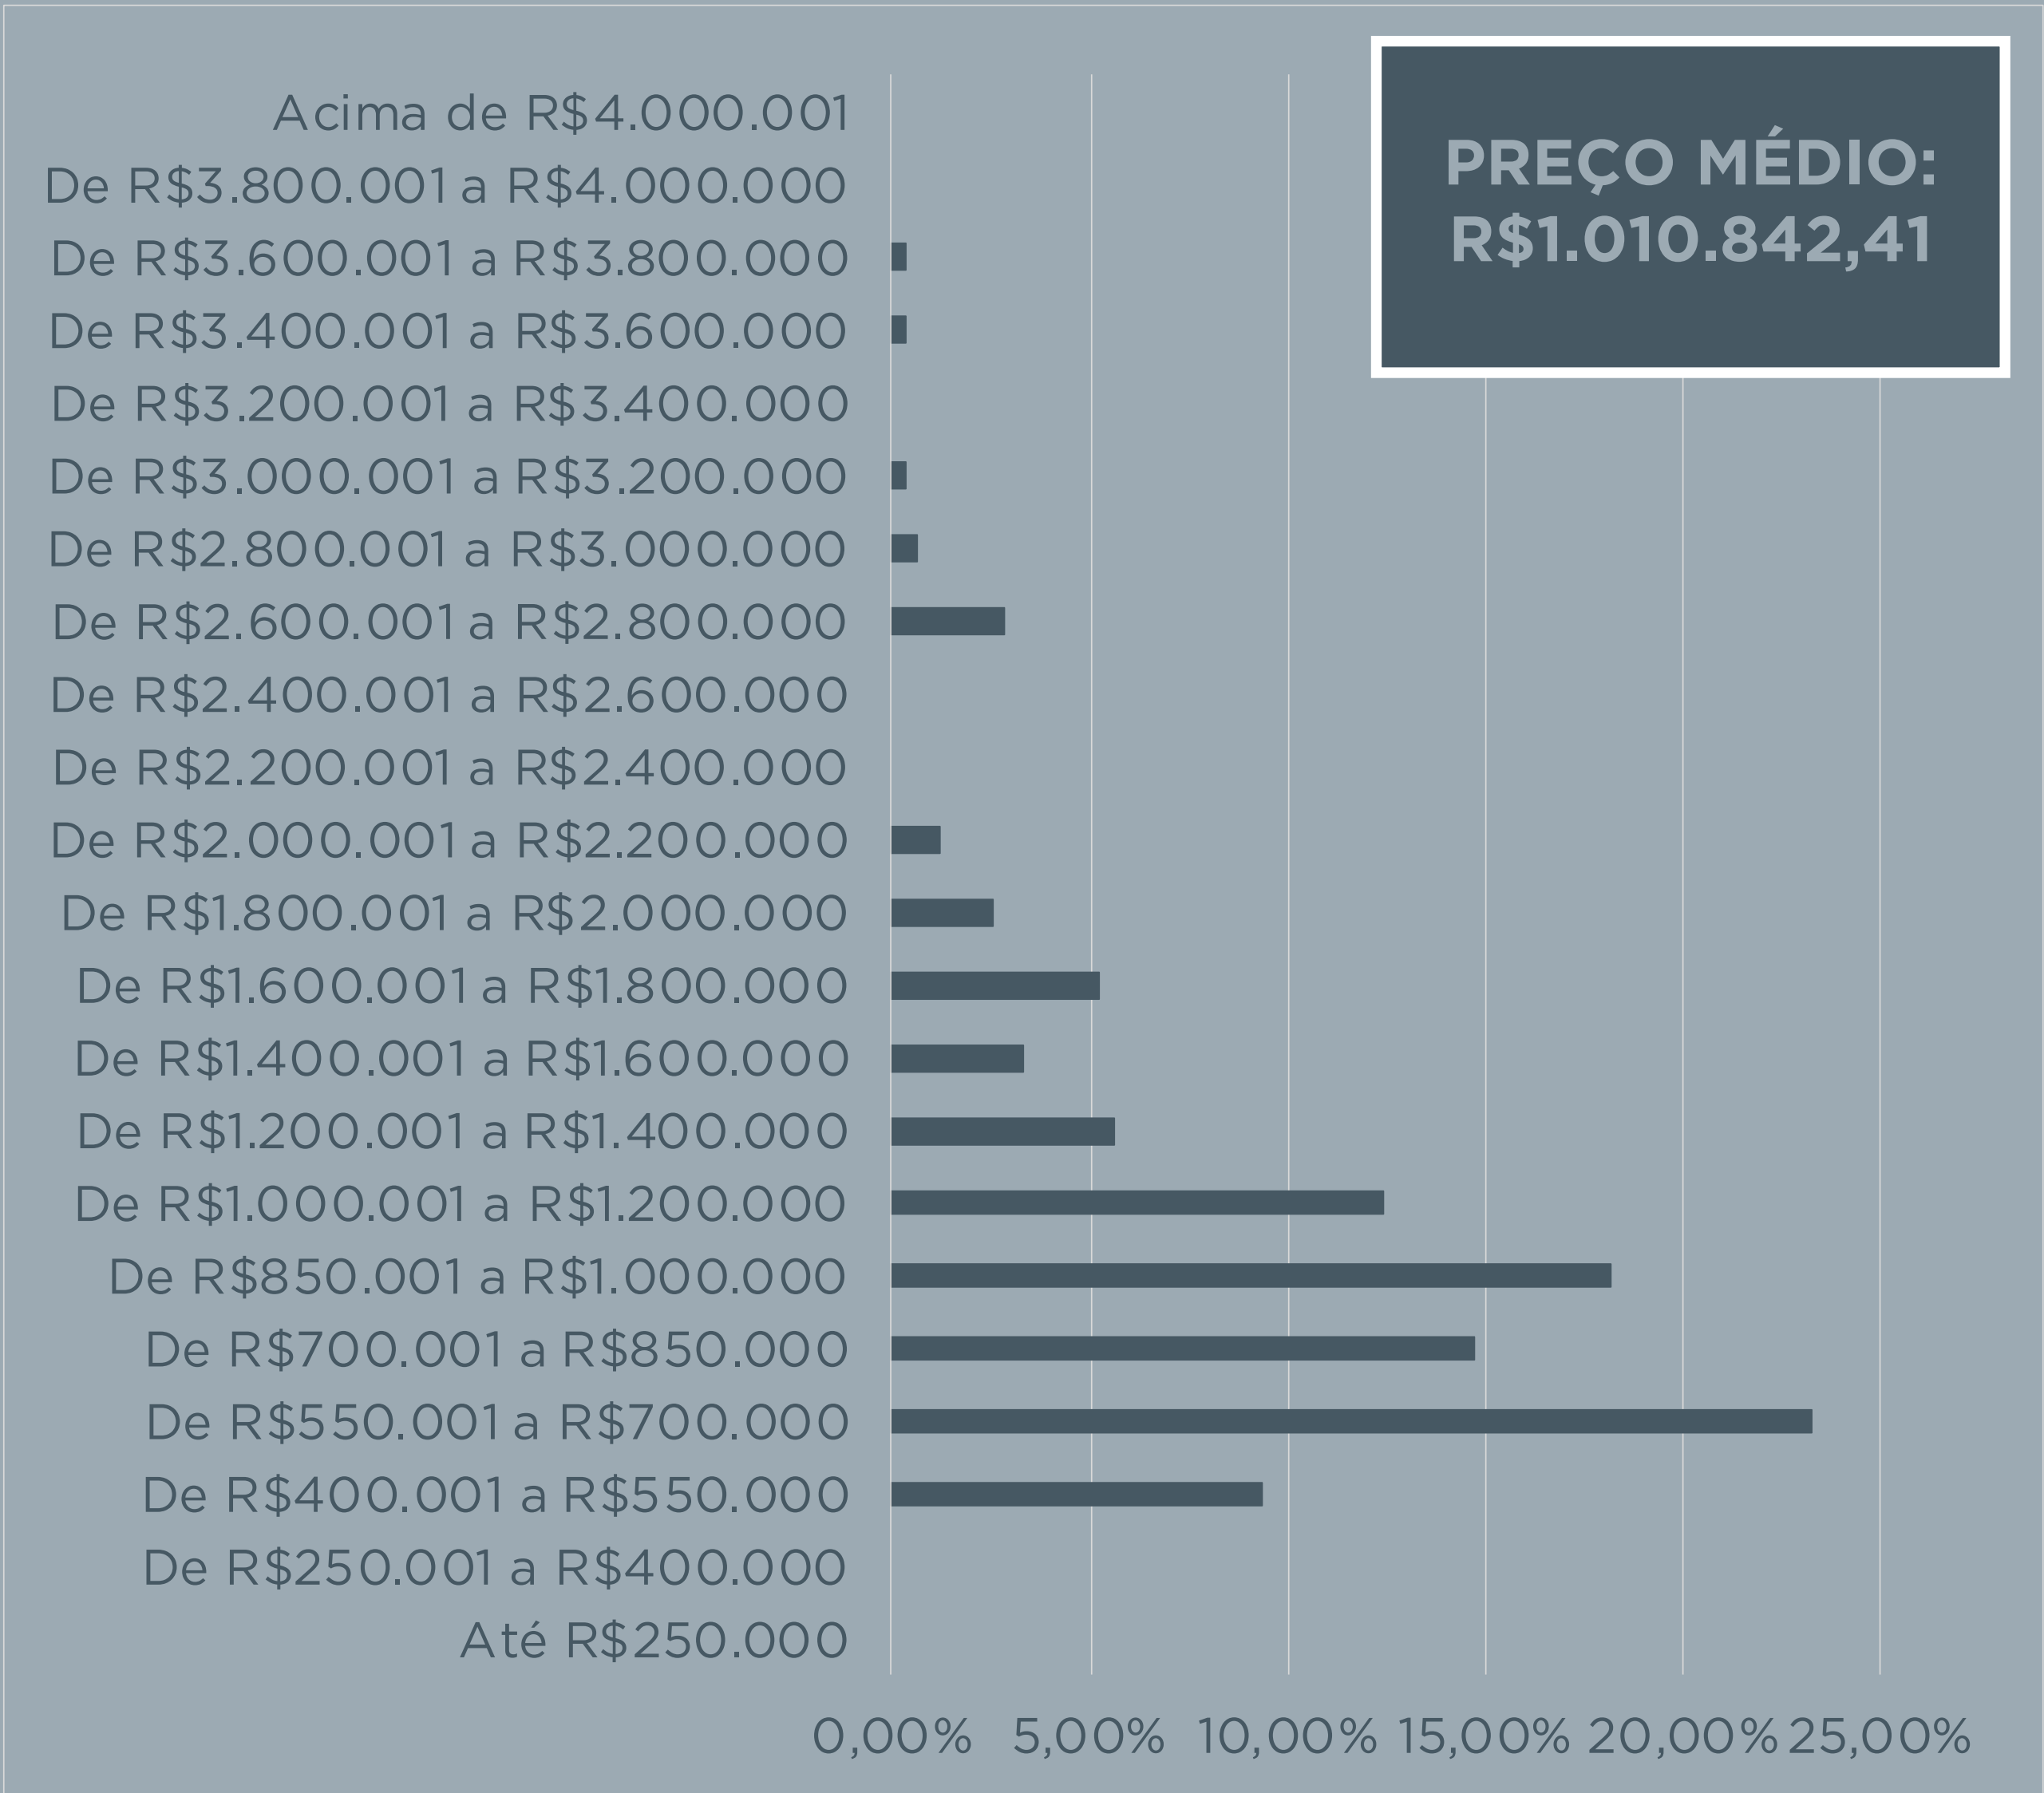 Acima de R$4.000.001
De R$3.800.001 a R$4.000.000
De R$3.600.001 a R$3.800.000
De R$3.400.001 a R$3.600.000
De R$3.200.001 a R$3.400.000
De R$3.000.001 a R$3.200.000
De R$2.800.001 a R$3.000.000
De R$2.600.001 a R$2.800.000
De R$2.400.001 a R$2.600.000
De R$2.200.001 a R$2.400.000
De R$2.000.001 a R$2.200.000
De R$1.800.001 a R$2.000.000
De R$1.600.001 a R$1.800.000
De R$1.400.001 a R$1.600.000
De R$1.200.001 a R$1.400.000
De R$1.000.001 a R$1.200.000
De R$850.001 a R$1.000.000
De R$700.001 a R$850.000
De R$550.001 a R$700.000
De R$400.001 a R$550.000
De R$250.001 a R$400.000
Até R$250.000
0,00% 5,00% 10,00% 15,00% 20,00% 25,00%
PREÇO MÉDIO:
R$1.010.842,41